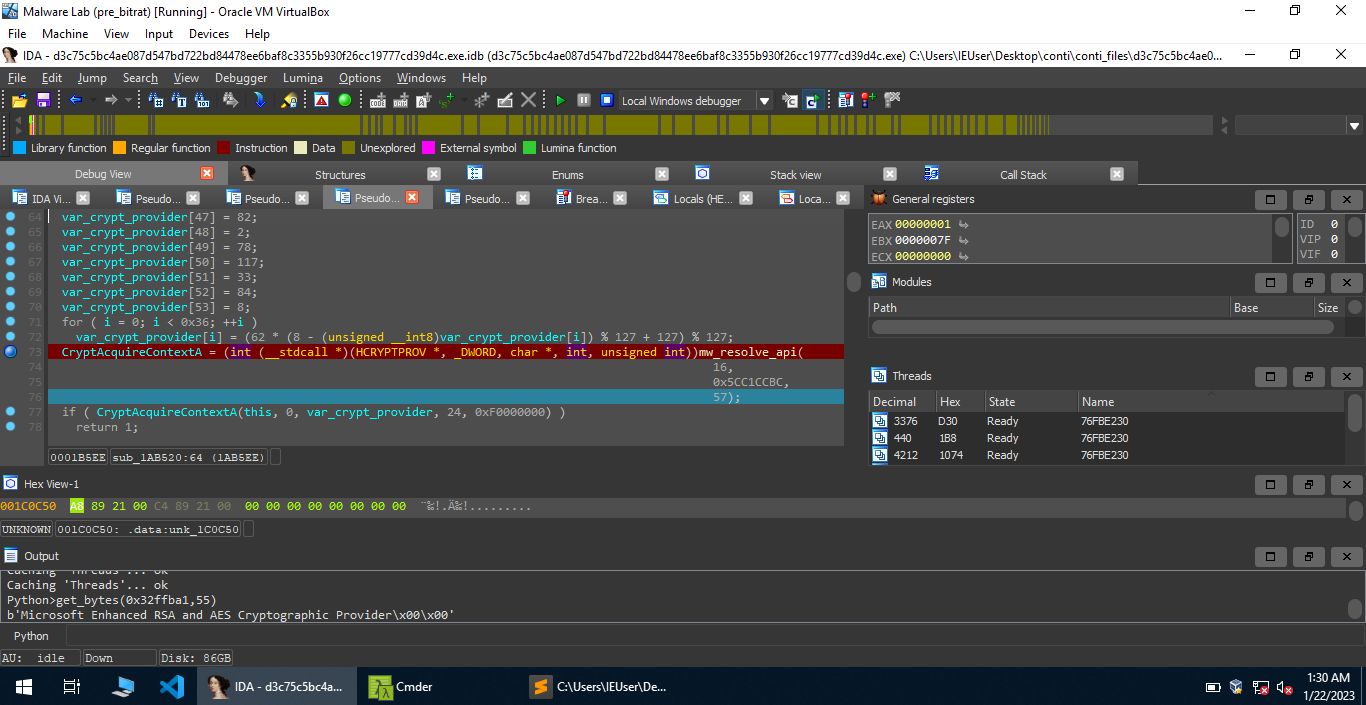 Malware Lab (pre_bitrat) [Running] - Oracle VM VirtualBox
File Machine View Input Devices Help
IDA - d3c75c5bc4ae087d547bd722bd84478ee6baf8c3355b930f26cc19777cd39d4c.exe.idb (d3c75c5bc4ae087d547bd722bd84478ee6baf8c3355b930f26cc19777cd39d4c.exe) C:\Users\IEUser\Desktop\conti\conti_files\d3c75c5bc4ae0...
File Edit Jump Search View Debugger Lumina Options Windows Help
Local Windows debugger
Library function Regular function Instruction Data Unexplored External symbol Lumina function
Debug View Structures Enums Stack view Call Stack
IDA Vi... Pseudo... Pseudo... Pseudo... Pseudo... Brea... Locals (HE... Loca...
64 var_crypt_provider[47] = 82;
65 var_crypt_provider[48] = 2;
66 var_crypt_provider[49] = 78;
67 var_crypt_provider[50] = 117;
68 var_crypt_provider[51] = 33;
69 var_crypt_provider[52] = 84;
70 var_crypt_provider[53] = 8;
71 for ( i = 0; i < 0x36; ++i )
72 var_crypt_provider[i] = (62 * (8 - (unsigned __int8)var_crypt_provider[i]) % 127 + 127) % 127;
73 CryptAcquireContextA = (int (__stdcall *)(HCRYPTPROV *, _DWORD, char *, int, unsigned int))mw_resolve_api(
74 16,
75 0x5CC1CCBC,
76 57);
77 if ( CryptAcquireContextA(this, 0, var_crypt_provider, 24, 0xF0000000) )
78 return 1;
0001B5EE sub_1AB520:64 (1AB5EE)
General registers
EAX 00000001
EBX 0000007F
ECX 00000000
ID 0
VIP 0
VIF 0
Modules
Path Base Size
Threads
Decimal Hex State Name
3376 D30 Ready 76FBE230
440 1B8 Ready 76FBE230
4212 1074 Ready 76FBE230
Hex View-1
001C0C50 A8 89 21 00 C4 89 21 00 00 00 00 00 00 00 00 00 ¨‰!.Ä‰!.........
UNKNOWN 001C0C50: .data:unk_1C0C50
Output
Caching 'Threads'... ok
Caching 'Threads'... ok
Python>get_bytes(0x32ffba1,55)
b'Microsoft Enhanced RSA and AES Cryptographic Provider\x00\x00'
Python
AU: idle Down Disk: 86GB
IDA - d3c75c5bc4a... Cmder C:\Users\IEUser\De...
1:30 AM
1/22/2023